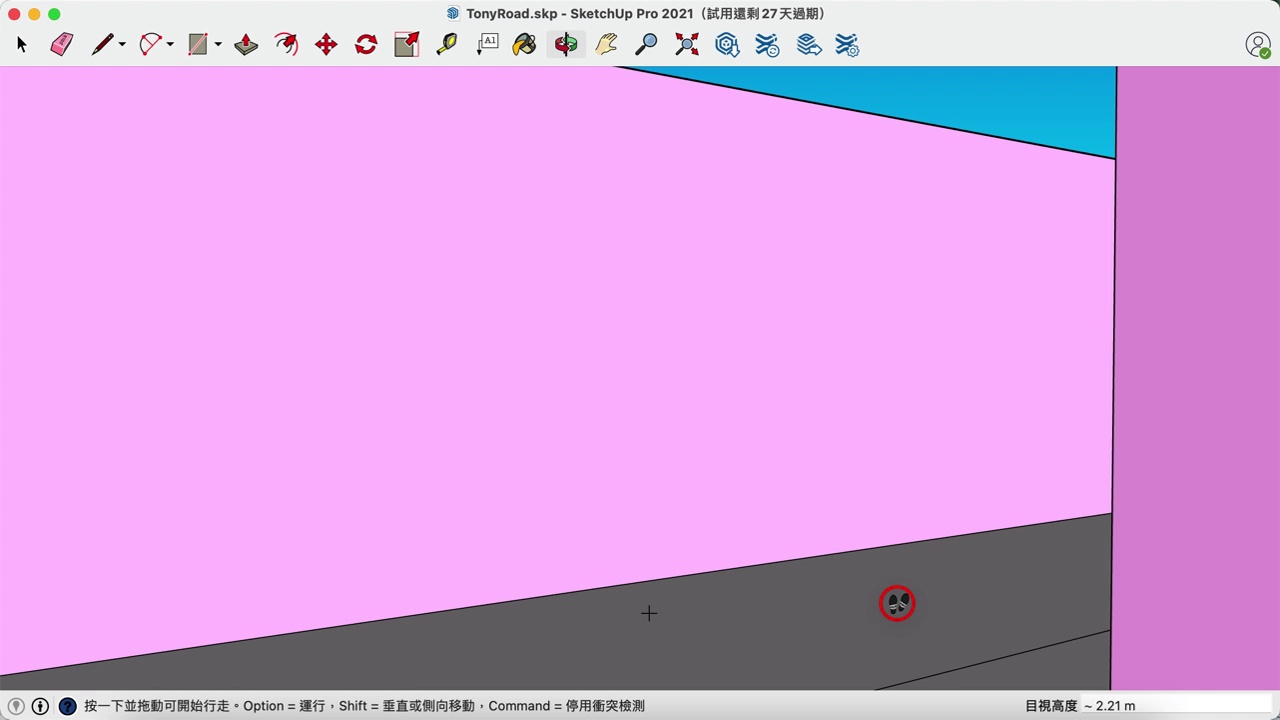 TonyRoad.skp - SketchUp Pro 2021（試用還剩 27 天過期）
A1
按一下並拖動可開始行走。Option = 運行，Shift = 垂直或側向移動，Command = 停用衝突檢測
目視高度 ~ 2.21 m